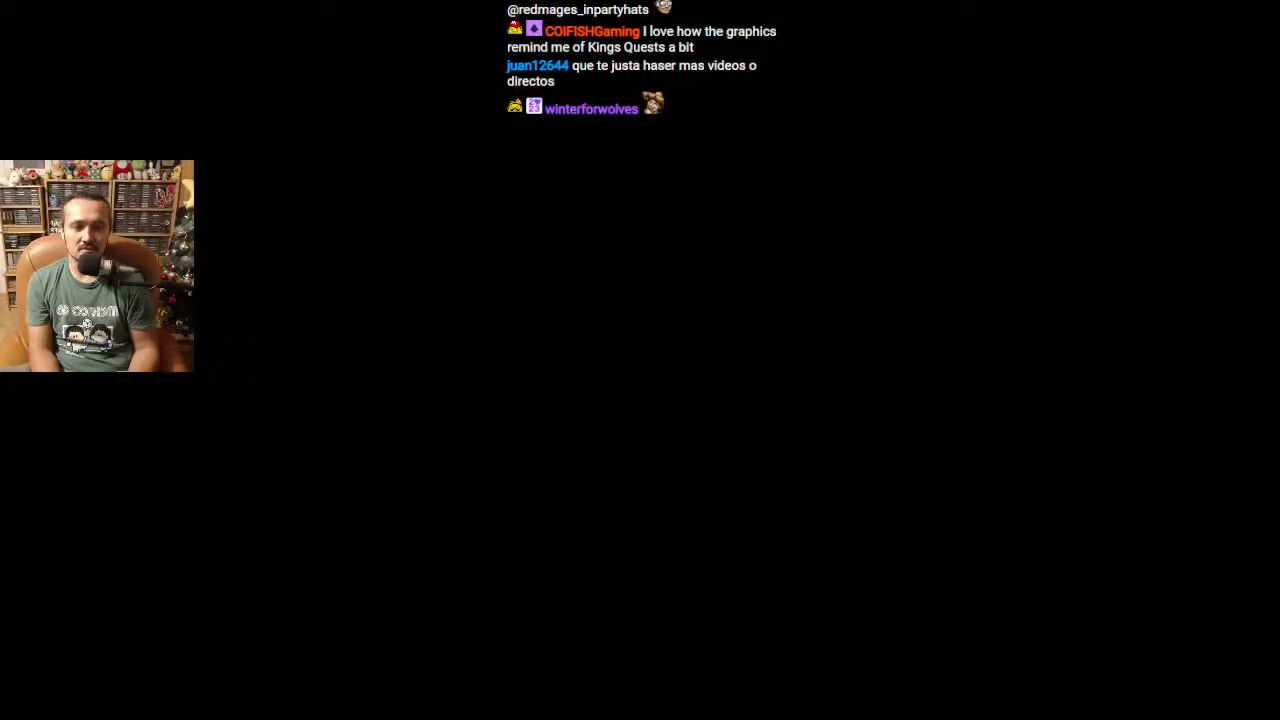 @redmages_inpartyhats
COIFISHGaming I love how the graphics
remind me of Kings Quests a bit
juan12644 que te justa haser mas videos o
directos
winterforwolves